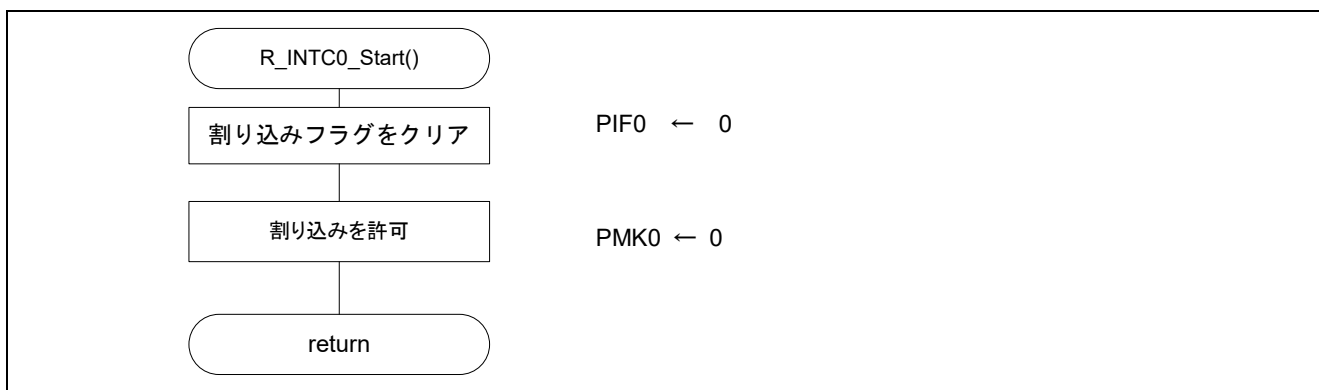 R_INTC0_Start()
割り込みフラグをクリア
PIF0 ← 0
割り込みを許可
PMK0 ← 0
return